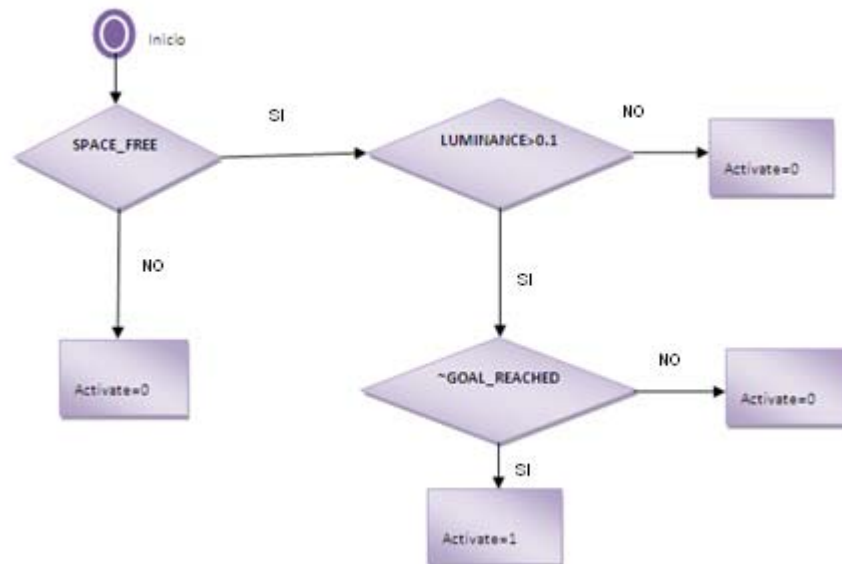 Inicio
SPACE_FREE
SI
LUMINANCE>0.1
NO
Activate=0
NO
SI
Activate=0
~GOAL_REACHED
NO
Activate=0
SI
Activate=1